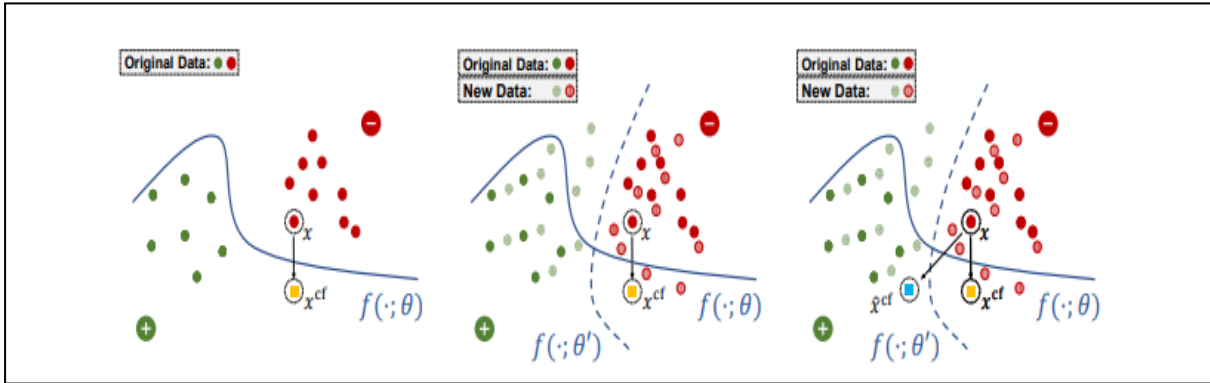 Original Data:
−
x
x^cf
f(·; θ)
+
Original Data:
New Data:
−
x
x^cf
f(·; θ)
f(·; θ′)
+
Original Data:
New Data:
−
x
x̂^cf
x^cf
f(·; θ)
f(·; θ′)
+